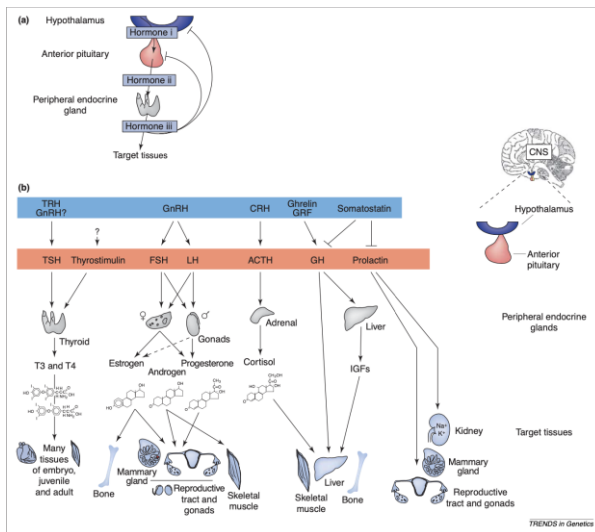 (a)
Hypothalamus
Hormone i
Anterior pituitary
Hormone ii
Peripheral endocrine
gland
Hormone iii
Target tissues
CNS
Hypothalamus
Anterior
pituitary
Peripheral endocrine
glands
Target tissues
(b)
TRH
GnRH?
GnRH
CRH
Ghrelin
GRF
Somatostatin
?
TSH
Thyrostimulin
FSH
LH
ACTH
GH
Prolactin
♀
♂
Thyroid
Gonads
Adrenal
Liver
T3 and T4
Estrogen
Progesterone
Androgen
Cortisol
IGFs
Many
tissues
of embryo,
juvenile
and adult
Bone
Mammary
gland
Reproductive
tract and
gonads
Skeletal
muscle
Skeletal
muscle
Liver
Bone
Na+
K+
Kidney
Mammary
gland
Reproductive tract
and gonads
TRENDS in Genetics